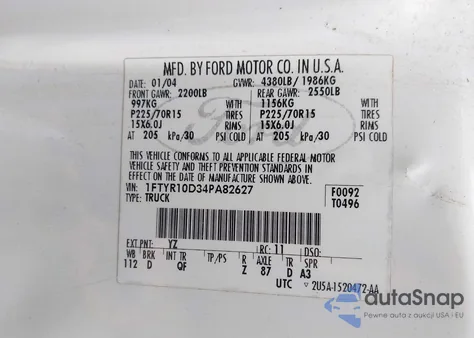 MFD. BY FORD MOTOR CO. IN U.S.A.
DATE: 01/04 GVWR: 4380LB/ 1986KG
FRONT GAWR: 2200LB REAR GAWR: 2550LB
997KG WITH 1156KG WITH
P225/70R15 TIRES P225/70R15 TIRES
15X6.0J RIMS 15X6.0J RIMS
AT 205 kPa/30 PSI COLD AT 205 kPa/30 PSI COLD
Ford
THIS VEHICLE CONFORMS TO ALL APPLICABLE FEDERAL MOTOR
VEHICLE SAFETY AND THEFT PREVENTION STANDARDS IN
EFFECT ON THE DATE OF MANUFACTURE SHOWN ABOVE.
VIN: 1FTYR10D34PA82627 F0092
TYPE: TRUCK T0496
EXT PNT: YZ RC: 11 DSO:
WB BRK INT TR TP/PS R AXLE TR SPR
112 D QF Z 87 D A3
UTC 2U5A-1520472-AA
autoSnap
Pewne auta z aukcji USA i EU